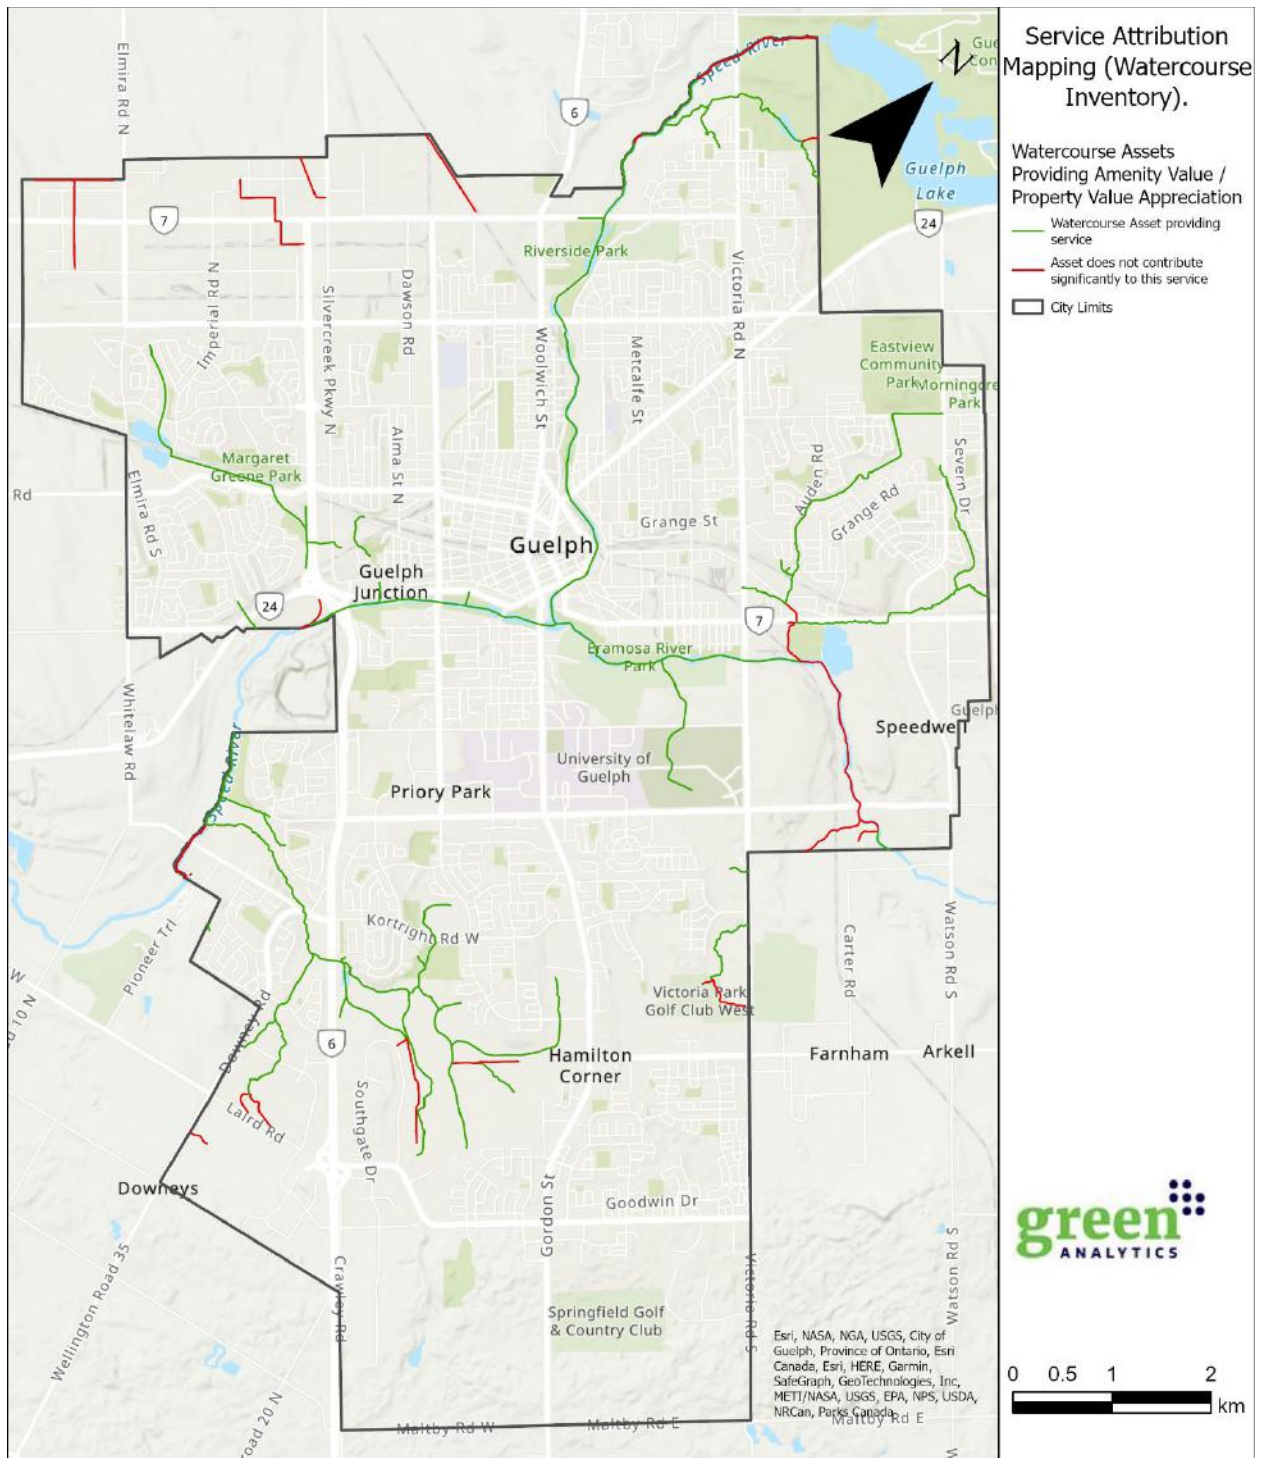 Service Attribution
Mapping (Watercourse
Inventory).
Watercourse Assets
Providing Amenity Value /
Property Value Appreciation
Watercourse Asset providing
service
Asset does not contribute
significantly to this service
City Limits
N
Elmira Rd N
6
Speed River
Gue
Con
Guelph
Lake
24
7
Riverside Park
Imperial Rd N
Silvercreek Pkwy N
Dawson Rd
Woolwich St
Metcalfe St
Victoria Rd N
Eastview
Community
Park
Morningcre
Park
Margaret
Greene Park
Alma St N
Rd
Elmira Rd S
Auden Rd
Grange Rd
Severn Dr
Grange St
Guelph
Guelph
Junction
24
7
Eramosa River
Park
Whitelaw Rd
Speed River
Guelph
Speedwell
University of
Guelph
Priory Park
Pioneer Trl
Kortright Rd W
Carter Rd
Watson Rd S
W
ad 10 N
Victoria Park
Golf Club West
Downey Rd
6
Hamilton
Corner
Farnham
Arkell
Laird Rd
Southgate Dr
Downeys
Goodwin Dr
Gordon St
Wellington Road 35
Crawley Rd
Victoria Rd S
Watson Rd S
Springfield Golf
& Country Club
Esri, NASA, NGA, USGS, City of
Guelph, Province of Ontario, Esri
Canada, Esri, HERE, Garmin,
SafeGraph, GeoTechnologies, Inc,
METI/NASA, USGS, EPA, NPS, USDA,
NRCan, Parks Canada
road 20 N
Maltby Rd W
Maltby Rd E
Maltby Rd E
W
green
ANALYTICS
0 0.5 1 2
km